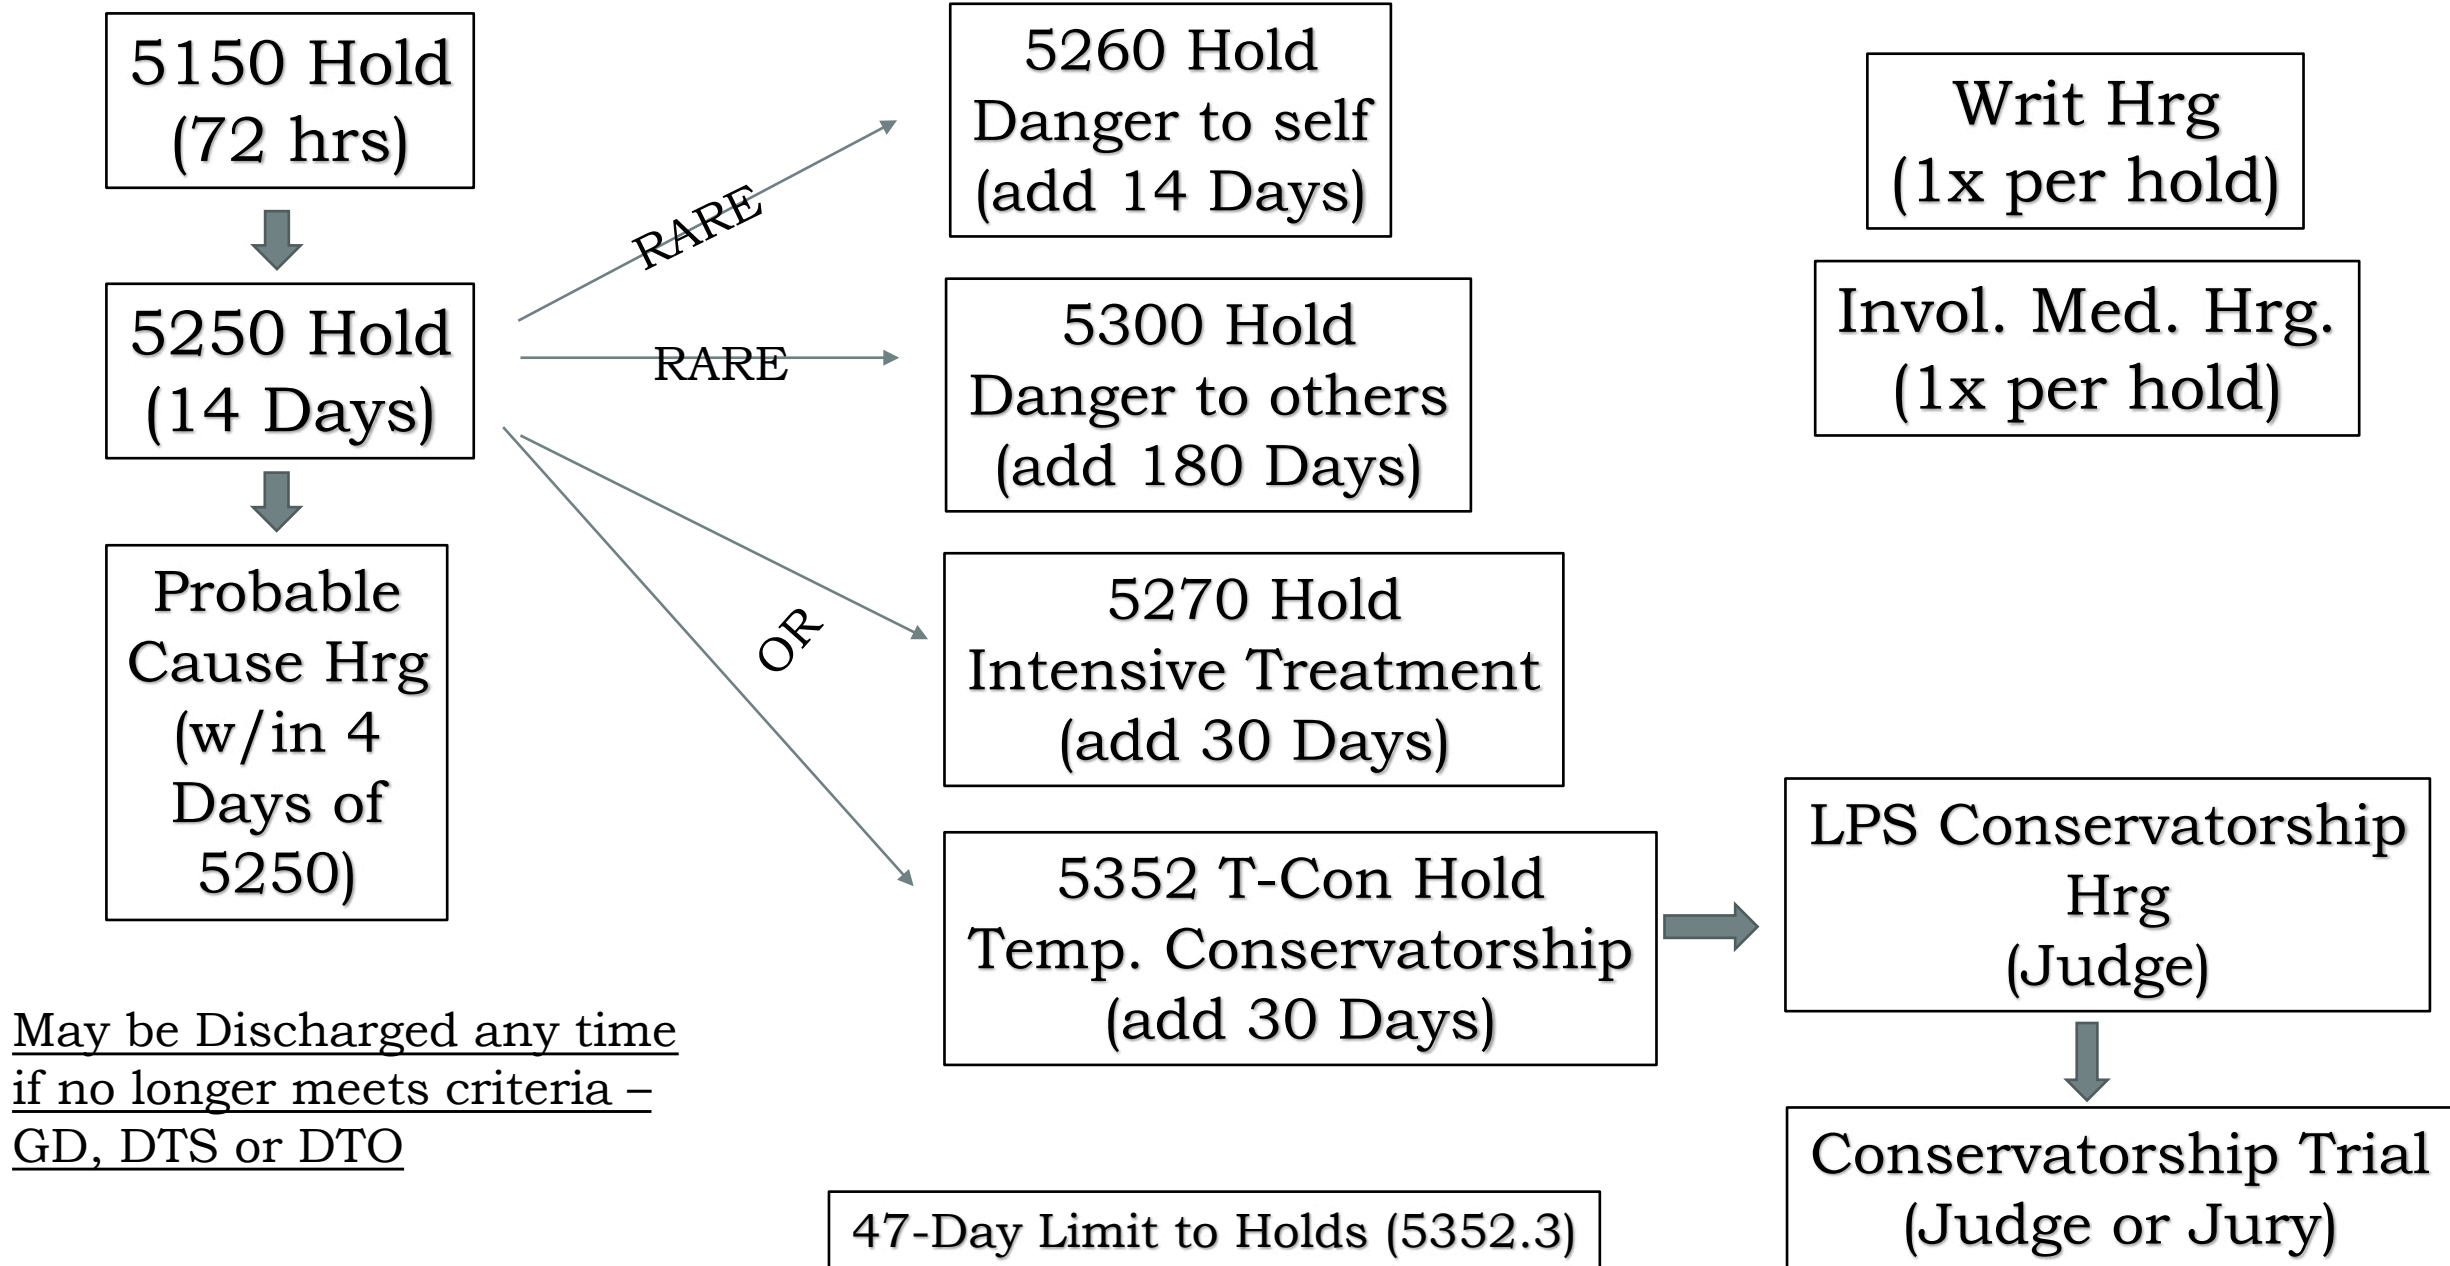 5150 Hold
(72 hrs)
5250 Hold
(14 Days)
Probable
Cause Hrg
(w/in 4
Days of
5250)
May be Discharged any time
if no longer meets criteria –
GD, DTS or DTO
RARE
RARE
OR
5260 Hold
Danger to self
(add 14 Days)
5300 Hold
Danger to others
(add 180 Days)
5270 Hold
Intensive Treatment
(add 30 Days)
5352 T-Con Hold
Temp. Conservatorship
(add 30 Days)
47-Day Limit to Holds (5352.3)
Writ Hrg
(1x per hold)
Invol. Med. Hrg.
(1x per hold)
LPS Conservatorship
Hrg
(Judge)
Conservatorship Trial
(Judge or Jury)